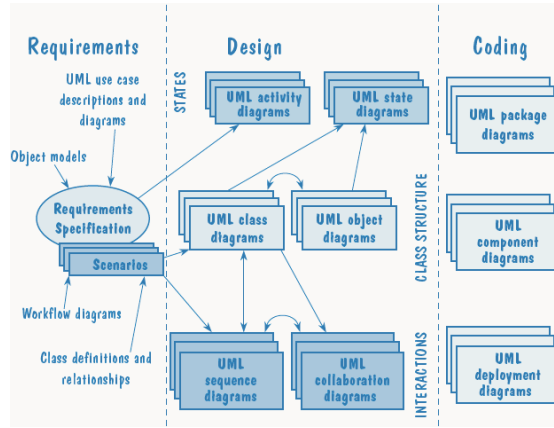 Requirements
Design
Coding
UML use case
descriptions and
diagrams
Object models
Requirements
Specification
Scenarios
Workflow diagrams
Class definitions and
relationships
STATES
UML activity
diagrams
UML state
diagrams
UML class
diagrams
UML object
diagrams
CLASS STRUCTURE
UML
sequence
diagrams
UML
collaboration
diagrams
INTERACTIONS
UML package
diagrams
UML
component
diagrams
UML
deployment
diagrams